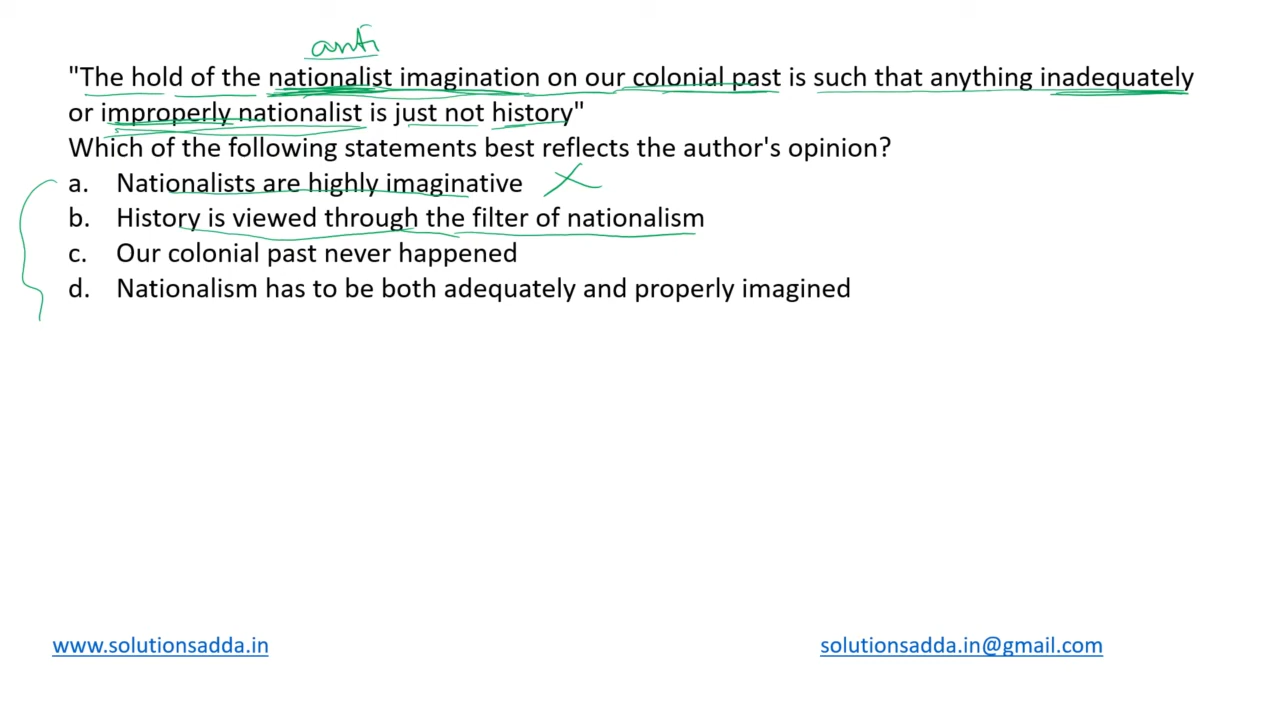 anti
"The hold of the nationalist imagination on our colonial past is such that anything inadequately
or improperly nationalist is just not history"
Which of the following statements best reflects the author's opinion?
a. Nationalists are highly imaginative
b. History is viewed through the filter of nationalism
c. Our colonial past never happened
d. Nationalism has to be both adequately and properly imagined
www.solutionsadda.in
solutionsadda.in@gmail.com